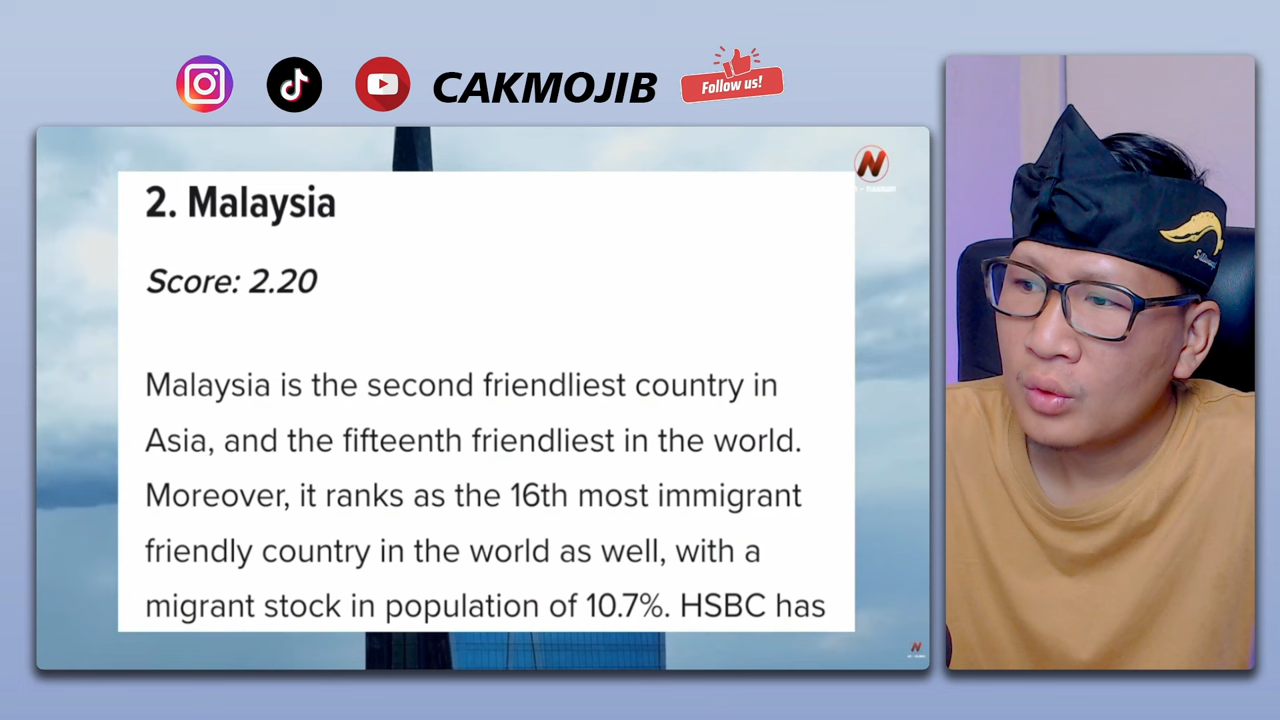 CAKMOJIB
Follow us!
N
2. Malaysia
Score: 2.20
Malaysia is the second friendliest country in
Asia, and the fifteenth friendliest in the world.
Moreover, it ranks as the 16th most immigrant
friendly country in the world as well, with a
migrant stock in population of 10.7%. HSBC has
N